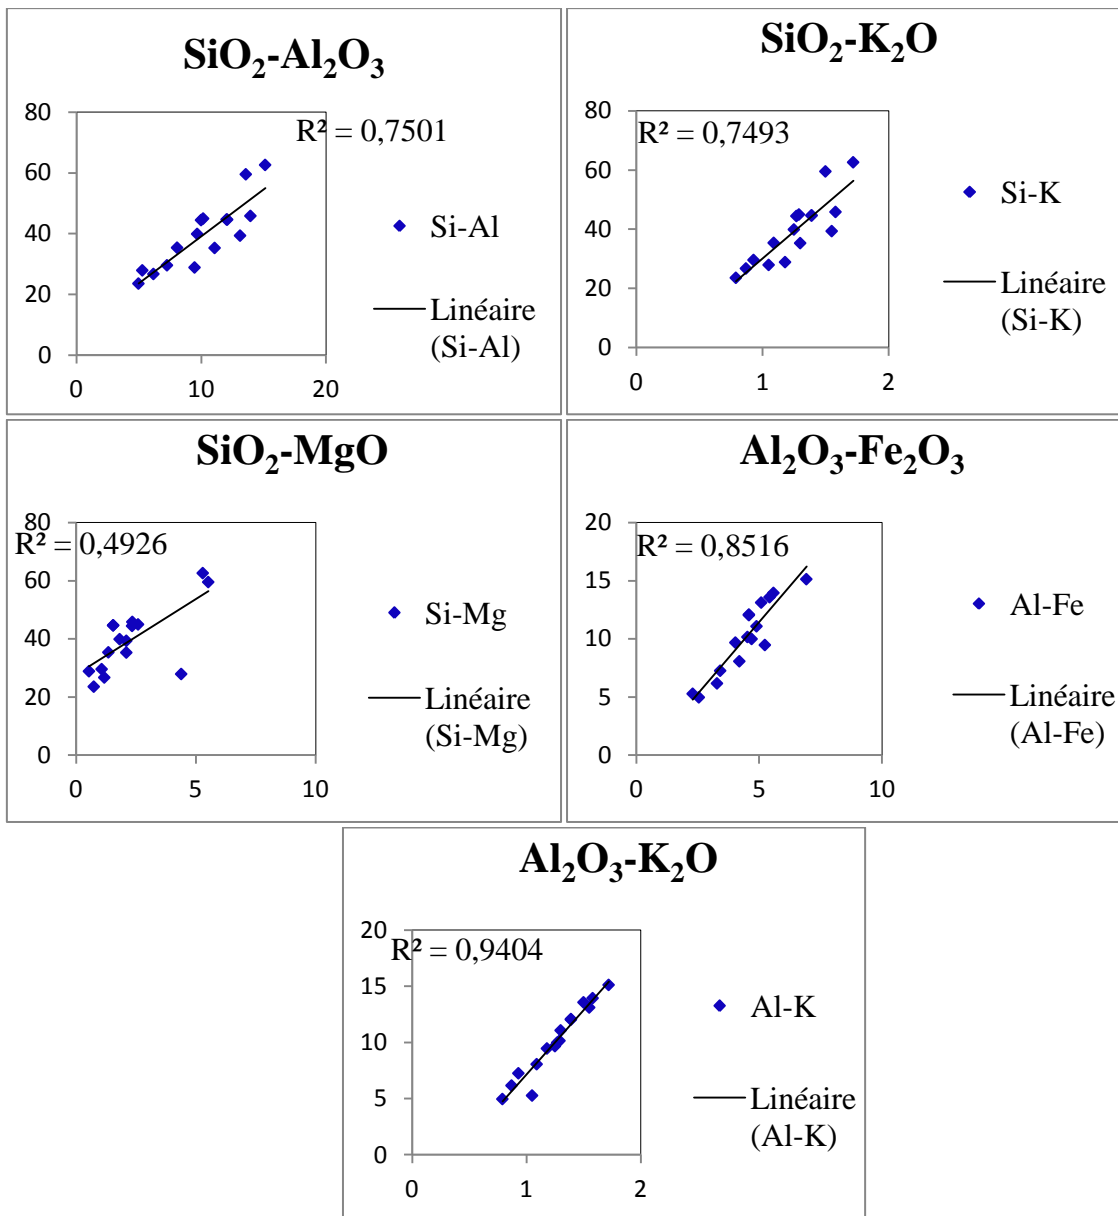 SiO₂-Al₂O₃
80
R² = 0,7501
60
40
20
0
0 10 20
Si-Al
Linéaire
(Si-Al)
SiO₂-K₂O
80
R² = 0,7493
60
40
20
0
0 1 2
Si-K
Linéaire
(Si-K)
SiO₂-MgO
80
R² = 0,4926
60
40
20
0
0 5 10
Si-Mg
Linéaire
(Si-Mg)
Al₂O₃-Fe₂O₃
20
R² = 0,8516
15
10
5
0
0 5 10
Al-Fe
Linéaire
(Al-Fe)
Al₂O₃-K₂O
20
R² = 0,9404
15
10
5
0
0 1 2
Al-K
Linéaire
(Al-K)